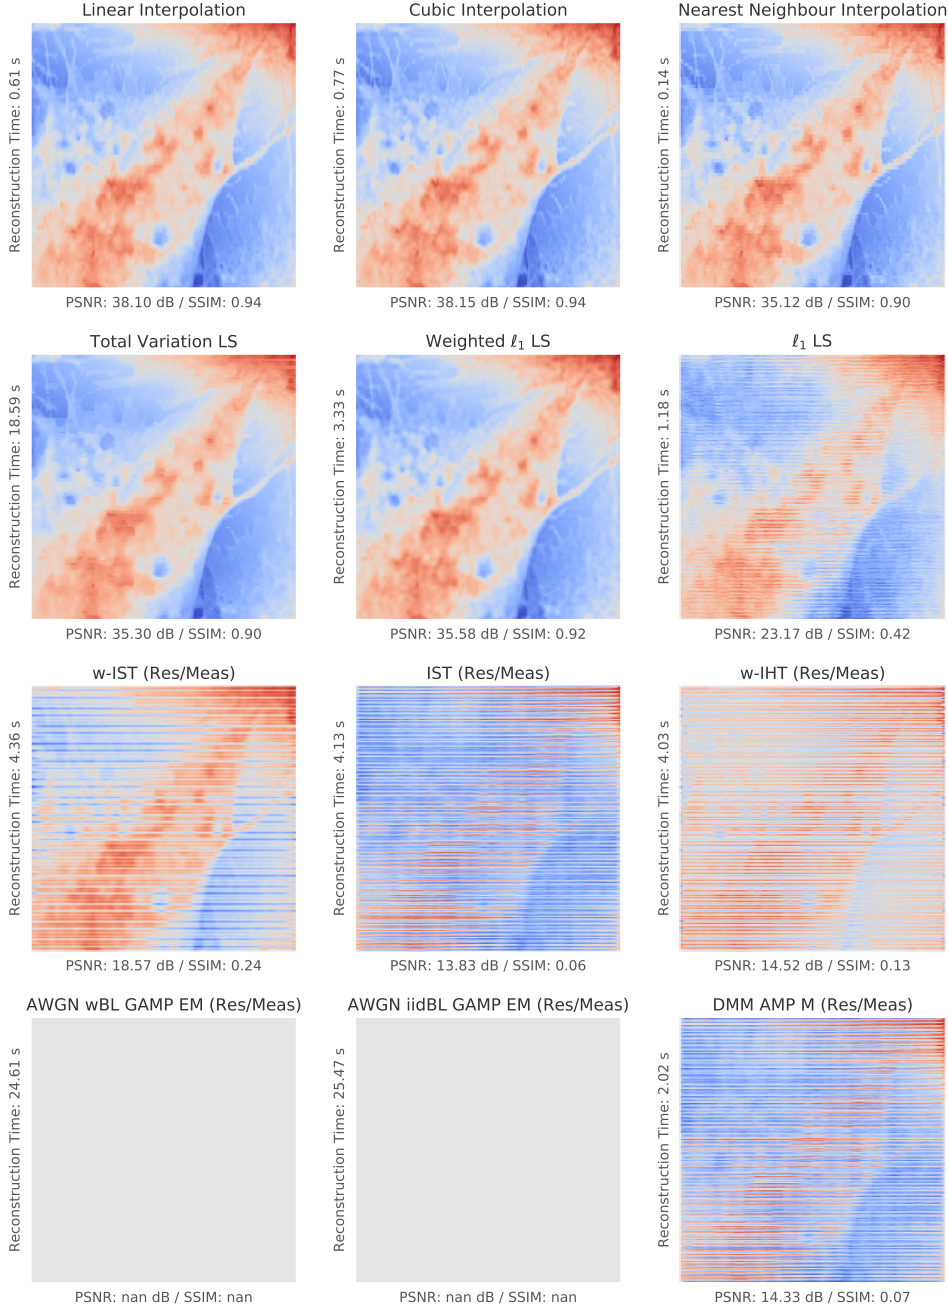 Linear Interpolation
Cubic Interpolation
Nearest Neighbour Interpolation
Reconstruction Time: 0.61 s
Reconstruction Time: 0.77 s
Reconstruction Time: 0.14 s
PSNR: 38.10 dB / SSIM: 0.94
PSNR: 38.15 dB / SSIM: 0.94
PSNR: 35.12 dB / SSIM: 0.90
Total Variation LS
Weighted ℓ₁ LS
ℓ₁ LS
Reconstruction Time: 18.59 s
Reconstruction Time: 3.33 s
Reconstruction Time: 1.18 s
PSNR: 35.30 dB / SSIM: 0.90
PSNR: 35.58 dB / SSIM: 0.92
PSNR: 23.17 dB / SSIM: 0.42
w-IST (Res/Meas)
IST (Res/Meas)
w-IHT (Res/Meas)
Reconstruction Time: 4.36 s
Reconstruction Time: 4.13 s
Reconstruction Time: 4.03 s
PSNR: 18.57 dB / SSIM: 0.24
PSNR: 13.83 dB / SSIM: 0.06
PSNR: 14.52 dB / SSIM: 0.13
AWGN wBL GAMP EM (Res/Meas)
AWGN iidBL GAMP EM (Res/Meas)
DMM AMP M (Res/Meas)
Reconstruction Time: 24.61 s
Reconstruction Time: 25.47 s
Reconstruction Time: 2.02 s
PSNR: nan dB / SSIM: nan
PSNR: nan dB / SSIM: nan
PSNR: 14.33 dB / SSIM: 0.07